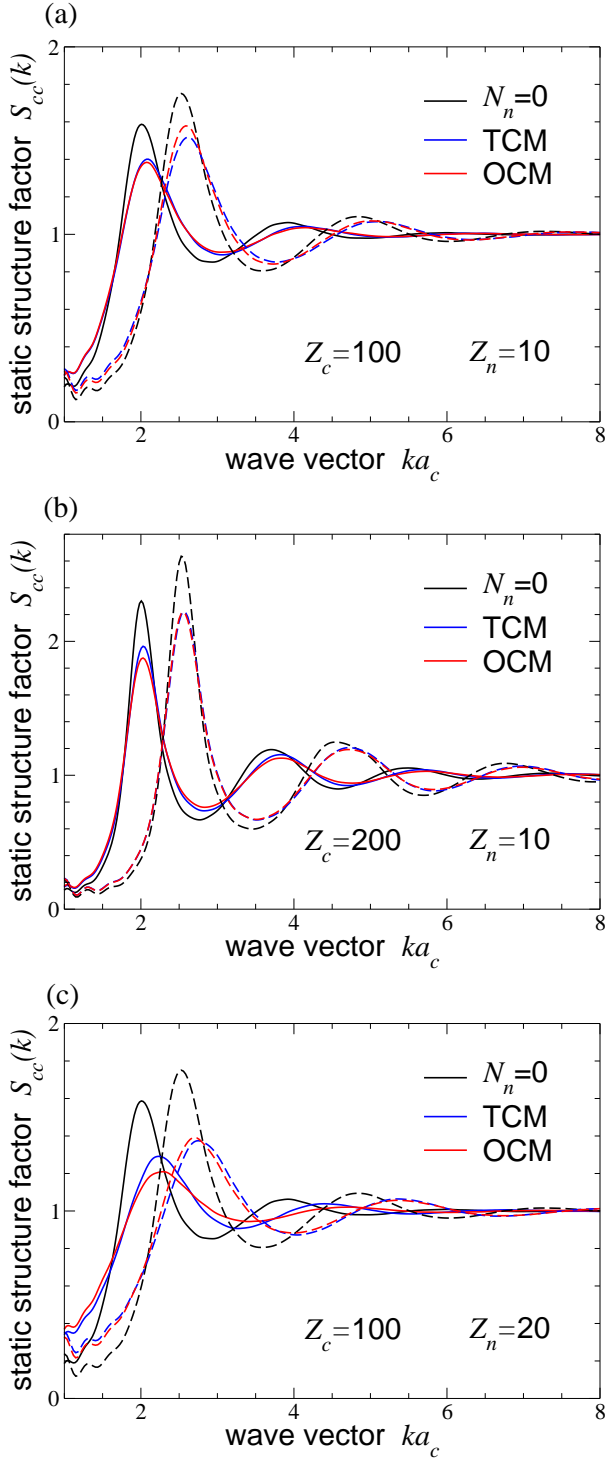 (a)
static structure factor S_cc(k)
2
1
0
N_n=0
TCM
OCM
Z_c=100 Z_n=10
2 4 6 8
wave vector ka_c
(b)
static structure factor S_cc(k)
2
1
0
N_n=0
TCM
OCM
Z_c=200 Z_n=10
2 4 6 8
wave vector ka_c
(c)
static structure factor S_cc(k)
2
1
0
N_n=0
TCM
OCM
Z_c=100 Z_n=20
2 4 6 8
wave vector ka_c